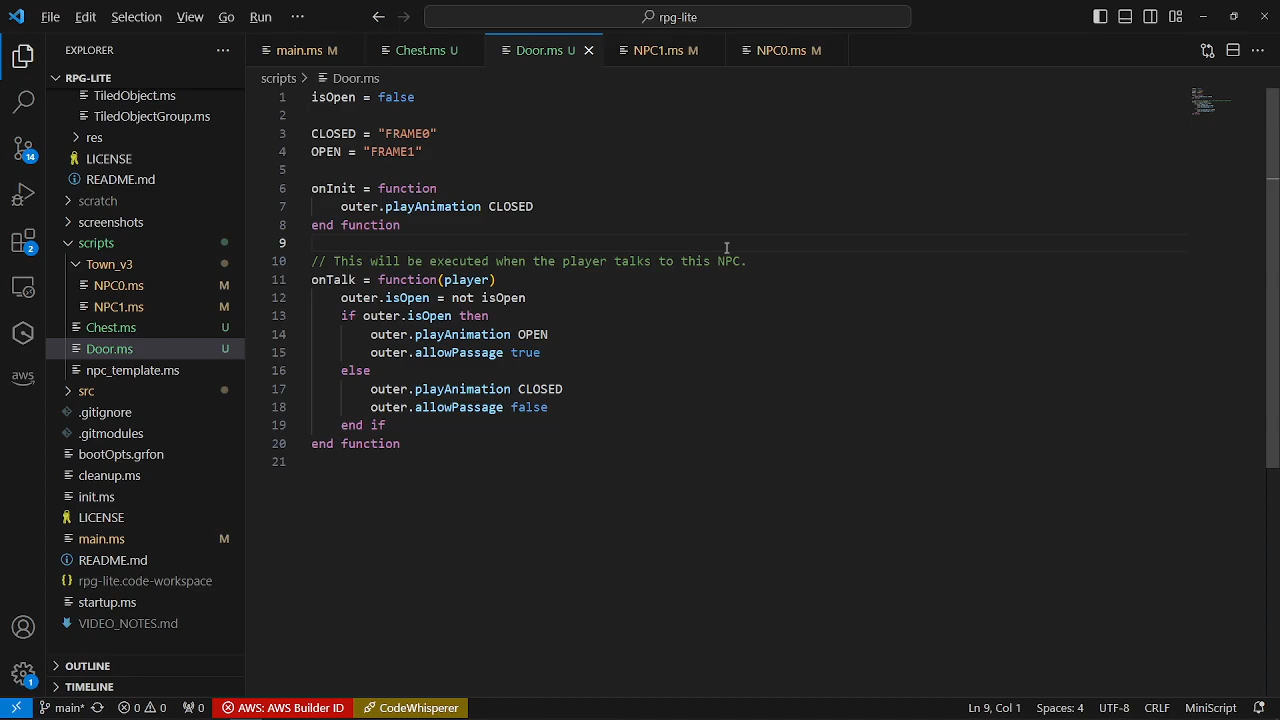 File Edit Selection View Go Run ··· rpg-lite
EXPLORER ···
main.ms M Chest.ms U Door.ms U NPC1.ms M NPC0.ms M ···
RPG-LITE
scripts > Door.ms
TiledObject.ms
TiledObjectGroup.ms
res
LICENSE
README.md
scratch
screenshots
scripts
Town_v3
NPC0.ms M
NPC1.ms M
Chest.ms U
Door.ms U
npc_template.ms
src
.gitignore
.gitmodules
bootOpts.grfon
cleanup.ms
init.ms
LICENSE
main.ms M
README.md
rpg-lite.code-workspace
startup.ms
VIDEO_NOTES.md
OUTLINE
TIMELINE
14
2
aws
1
1 isOpen = false
2
3 CLOSED = "FRAME0"
4 OPEN = "FRAME1"
5
6 onInit = function
7 outer.playAnimation CLOSED
8 end function
9
10 // This will be executed when the player talks to this NPC.
11 onTalk = function(player)
12 outer.isOpen = not isOpen
13 if outer.isOpen then
14 outer.playAnimation OPEN
15 outer.allowPassage true
16 else
17 outer.playAnimation CLOSED
18 outer.allowPassage false
19 end if
20 end function
21
main* 0 0 0 AWS: AWS Builder ID CodeWhisperer Ln 9, Col 1 Spaces: 4 UTF-8 CRLF MiniScript